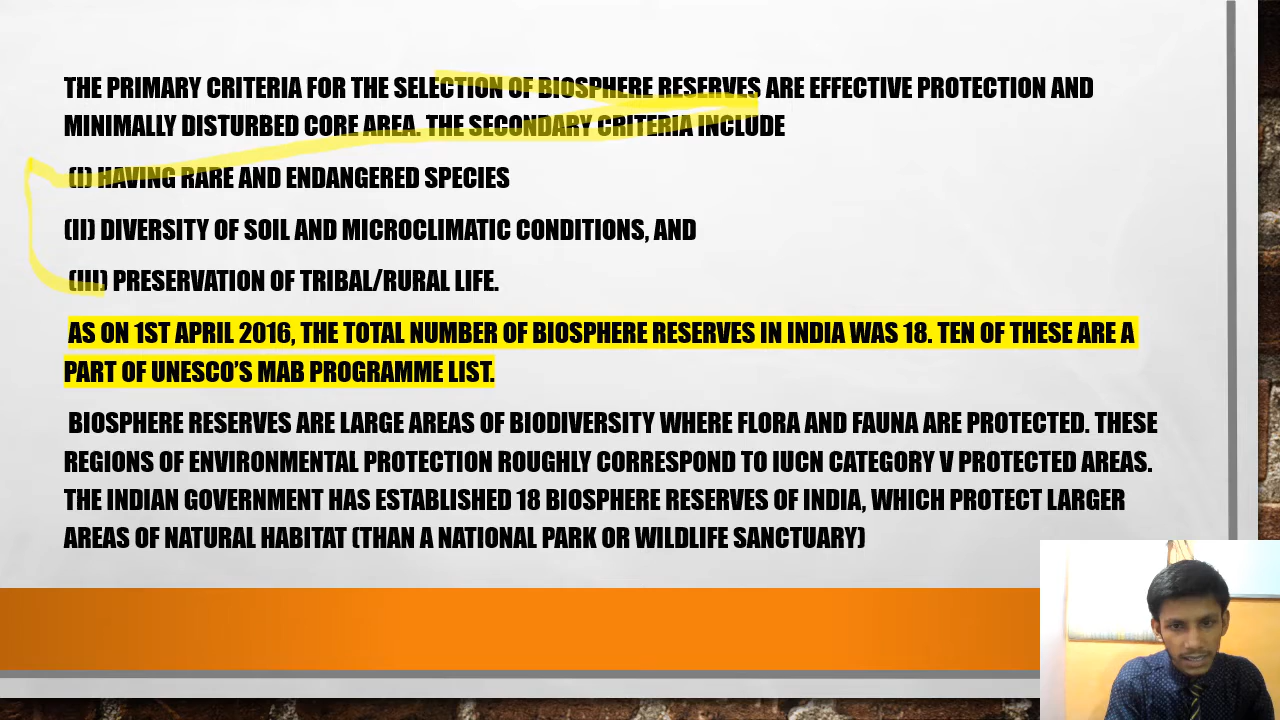 THE PRIMARY CRITERIA FOR THE SELECTION OF BIOSPHERE RESERVES ARE EFFECTIVE PROTECTION AND
MINIMALLY DISTURBED CORE AREA. THE SECONDARY CRITERIA INCLUDE
(I) HAVING RARE AND ENDANGERED SPECIES
(II) DIVERSITY OF SOIL AND MICROCLIMATIC CONDITIONS, AND
(III) PRESERVATION OF TRIBAL/RURAL LIFE.
AS ON 1ST APRIL 2016, THE TOTAL NUMBER OF BIOSPHERE RESERVES IN INDIA WAS 18. TEN OF THESE ARE A
PART OF UNESCO'S MAB PROGRAMME LIST.
BIOSPHERE RESERVES ARE LARGE AREAS OF BIODIVERSITY WHERE FLORA AND FAUNA ARE PROTECTED. THESE
REGIONS OF ENVIRONMENTAL PROTECTION ROUGHLY CORRESPOND TO IUCN CATEGORY V PROTECTED AREAS.
THE INDIAN GOVERNMENT HAS ESTABLISHED 18 BIOSPHERE RESERVES OF INDIA, WHICH PROTECT LARGER
AREAS OF NATURAL HABITAT (THAN A NATIONAL PARK OR WILDLIFE SANCTUARY)